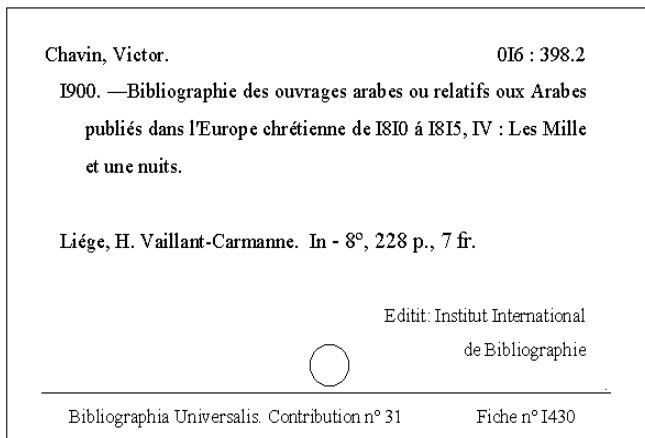 Chavin, Victor. 0I6 : 398.2
I900. —Bibliographie des ouvrages arabes ou relatifs oux Arabes
publiés dans l'Europe chrétienne de I8I0 á I8I5, IV : Les Mille
et une nuits.
Liége, H. Vaillant-Carmanne. In - 8º, 228 p., 7 fr.
Editit: Institut International
de Bibliographie
Bibliographia Universalis. Contribution nº 31 Fiche nº I430